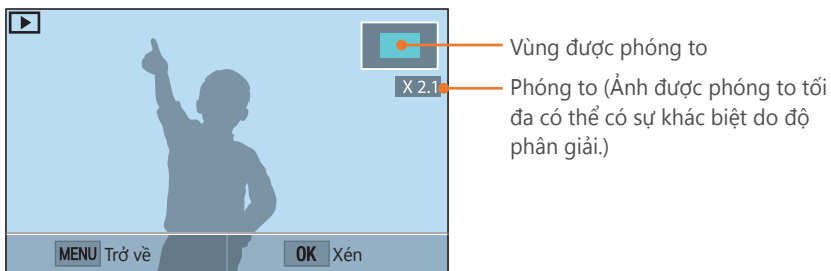 Vùng được phóng to
X 2.1
Phóng to (Ảnh được phóng to tối
đa có thể có sự khác biệt do độ
phân giải.)
MENU Trở về
OK Xén